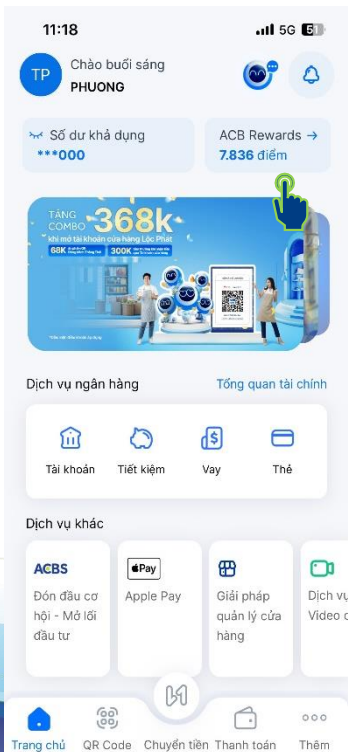 11:18
5G 51
TP
Chào buổi sáng
PHUONG
Số dư khả dụng
***000
ACB Rewards →
7.836 điểm
TẶNG
COMBO 368k
khi mở tài khoản cửa hàng Lộc Phát
68K
300K
Dịch vụ ngân hàng
Tổng quan tài chính
Tài khoản
Tiết kiệm
Vay
Thẻ
Dịch vụ khác
ACBS
Đón đầu cơ
hội - Mở lối
đầu tư
Pay
Apple Pay
Giải pháp
quản lý cửa
hàng
Dịch vụ
Video c
Trang chủ
QR Code
Chuyển tiền
Thanh toán
Thêm